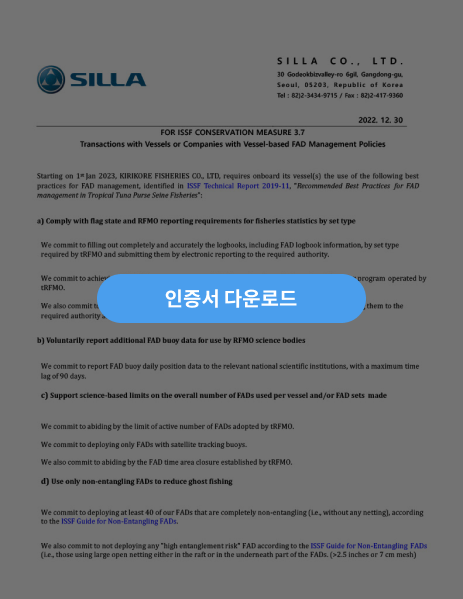 SILLA CO., LTD.
30 Godeokbizvalley-ro 6gil, Gangdong-gu,
Seoul, 05203, Republic of Korea
Tel : 82)2-3434-9715 / Fax : 82)2-417-9360
SILLA
2022. 12. 30
FOR ISSF CONSERVATION MEASURE 3.7
Transactions with Vessels or Companies with Vessel-based FAD Management Policies
Starting on 1st Jan 2023, KIRIKORE FISHERIES CO., LTD, requires onboard its vessel(s) the use of the following best
practices for FAD management, identified in ISSF Technical Report 2019-11, "Recommended Best Practices for FAD
management in Tropical Tuna Purse Seine Fisheries":
a) Comply with flag state and RFMO reporting requirements for fisheries statistics by set type
We commit to filling out completely and accurately the logbooks, including FAD logbook information, by set type
required by tRFMO and submitting them by electronic reporting to the required authority.
We commit to program operated by
tRFMO.
인증서 다운로드
We also commit them to the
required authority
b) Voluntarily report additional FAD buoy data for use by RFMO science bodies
We commit to report FAD buoy daily position data to the relevant national scientific institutions, with a maximum time
lag of 90 days.
c) Support science-based limits on the overall number of FADs used per vessel and/or FAD sets made
We commit to abiding by the limit of active number of FADs adopted by tRFMO.
We commit to deploying only FADs with satellite tracking buoys.
We also commit to abiding by the FAD time area closure established by tRFMO.
d) Use only non-entangling FADs to reduce ghost fishing
We commit to deploying at least 40 of our FADs that are completely non-entangling (i.e., without any netting), according
to the ISSF Guide for Non-Entangling FADs.
We also commit to not deploying any "high entanglement risk" FAD according to the ISSF Guide for Non-Entangling FADs
(i.e., those using large open netting either in the raft or in the underneath part of the FADs. (>2.5 inches or 7 cm mesh)